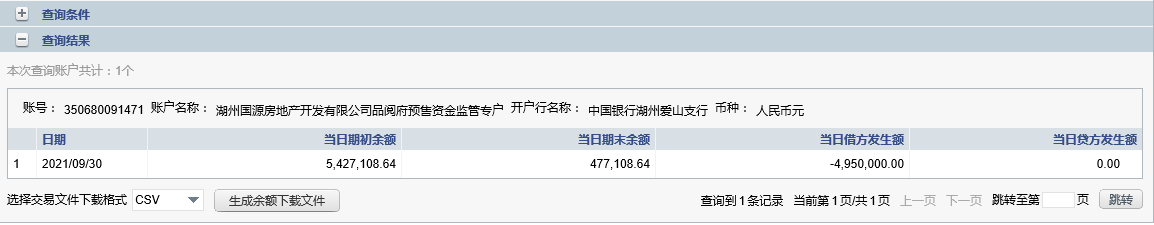 查询条件
查询结果
本次查询账户共计：1个
账号： 350680091471 账户名称： 湖州国源房地产开发有限公司品阅府预售资金监管专户 开户行名称： 中国银行湖州爱山支行 币种： 人民币元
日期 当日期初余额 当日期末余额 当日借方发生额 当日贷方发生额
1 2021/09/30 5,427,108.64 477,108.64 -4,950,000.00 0.00
选择交易文件下载格式 CSV 生成余额下载文件 查询到 1 条记录 当前第 1 页/共 1 页 上一页 下一页 跳转至第 页 跳转